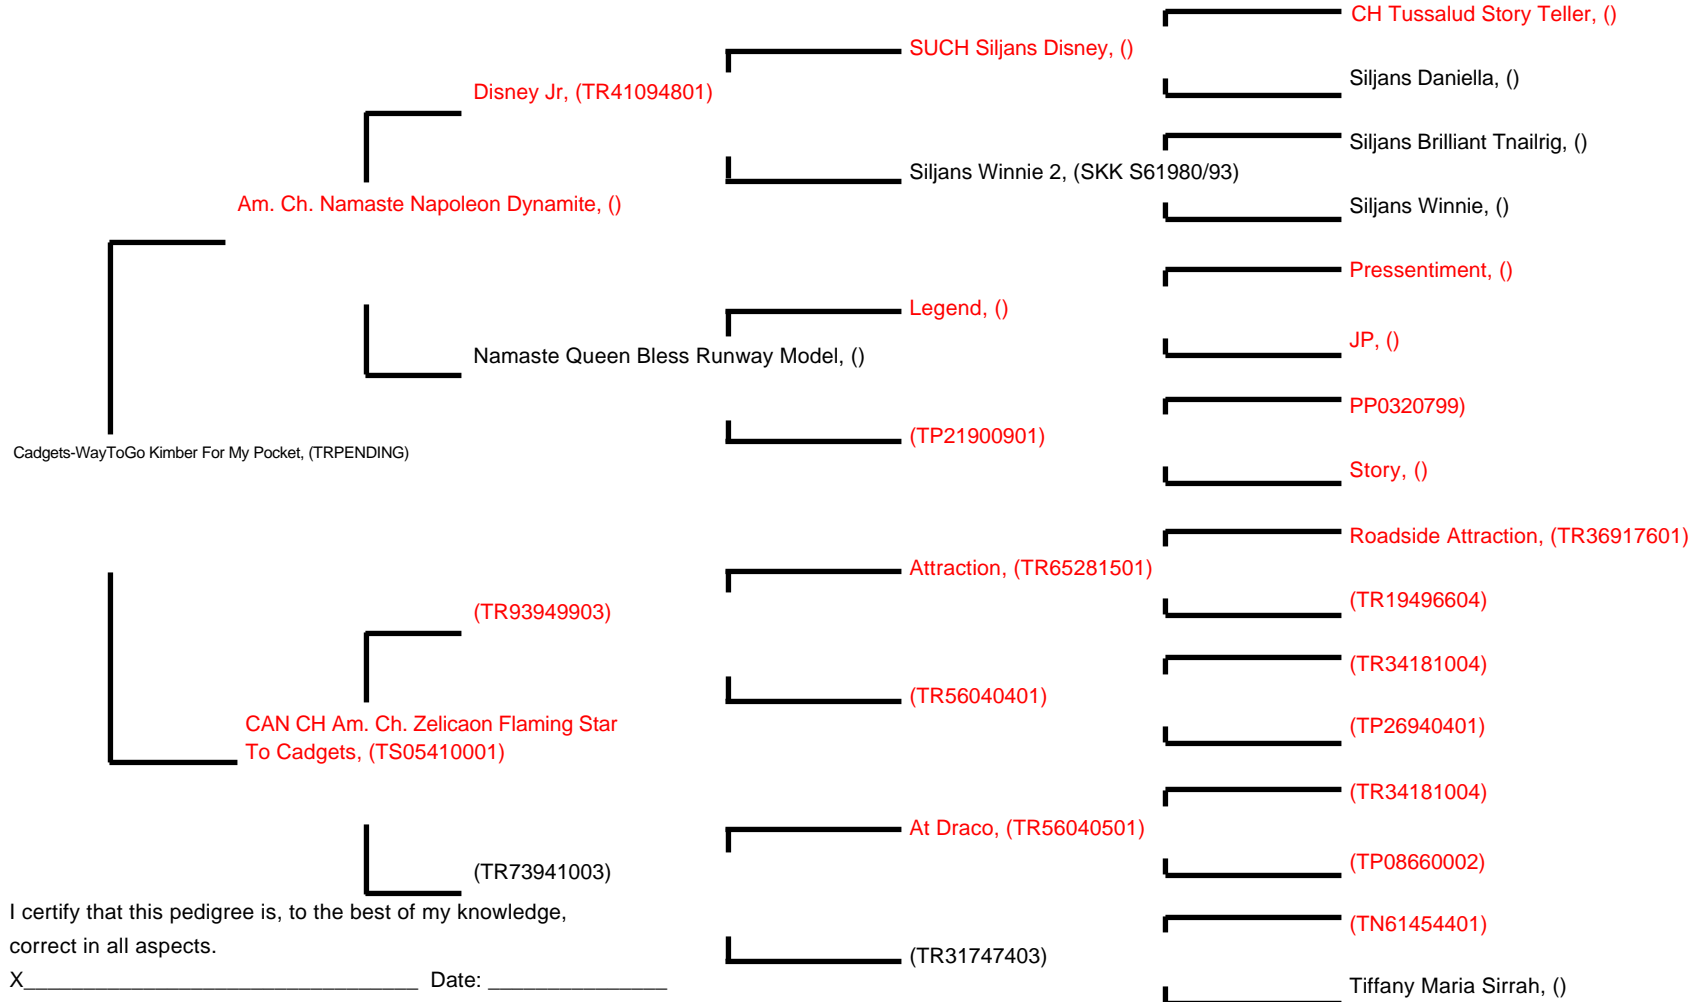 CH Tussalud Story Teller, ()
SUCH Siljans Disney, ()
Siljans Daniella, ()
Disney Jr, (TR41094801)
Siljans Brilliant Tnailrig, ()
Siljans Winnie 2, (SKK S61980/93)
Siljans Winnie, ()
Am. Ch. Namaste Napoleon Dynamite, ()
Pressentiment, ()
Legend, ()
JP, ()
Namaste Queen Bless Runway Model, ()
PP0320799)
(TP21900901)
Story, ()
Cadgets-WayToGo Kimber For My Pocket, (TRPENDING)
Roadside Attraction, (TR36917601)
Attraction, (TR65281501)
(TR19496604)
(TR93949903)
(TR34181004)
(TR56040401)
(TP26940401)
CAN CH Am. Ch. Zelicaon Flaming Star
To Cadgets, (TS05410001)
(TR34181004)
At Draco, (TR56040501)
(TP08660002)
(TR73941003)
(TN61454401)
(TR31747403)
Tiffany Maria Sirrah, ()
I certify that this pedigree is, to the best of my knowledge,
correct in all aspects.
X_________________________________ Date: _______________